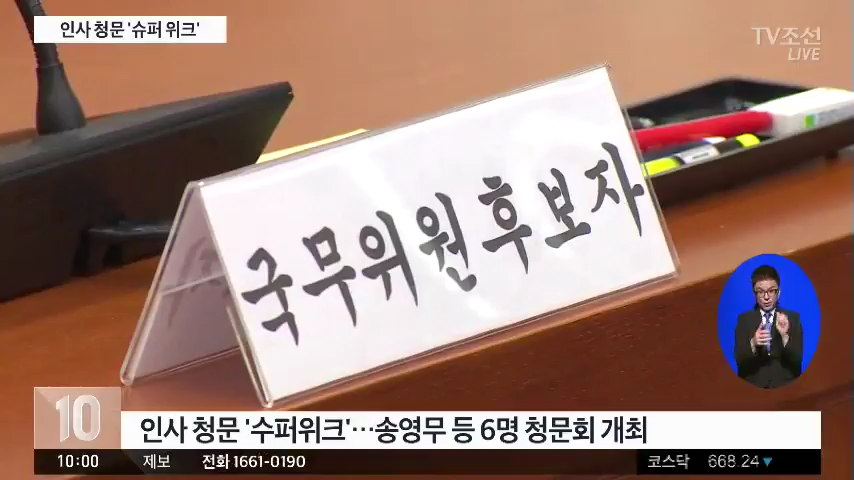 인사 청문 '슈퍼 위크'
TV조선
LIVE
국무위원후보자
10
인사 청문 '수퍼위크'…송영무 등 6명 청문회 개최
10:00 제보 전화 1661-0190 코스닥 668.24▼